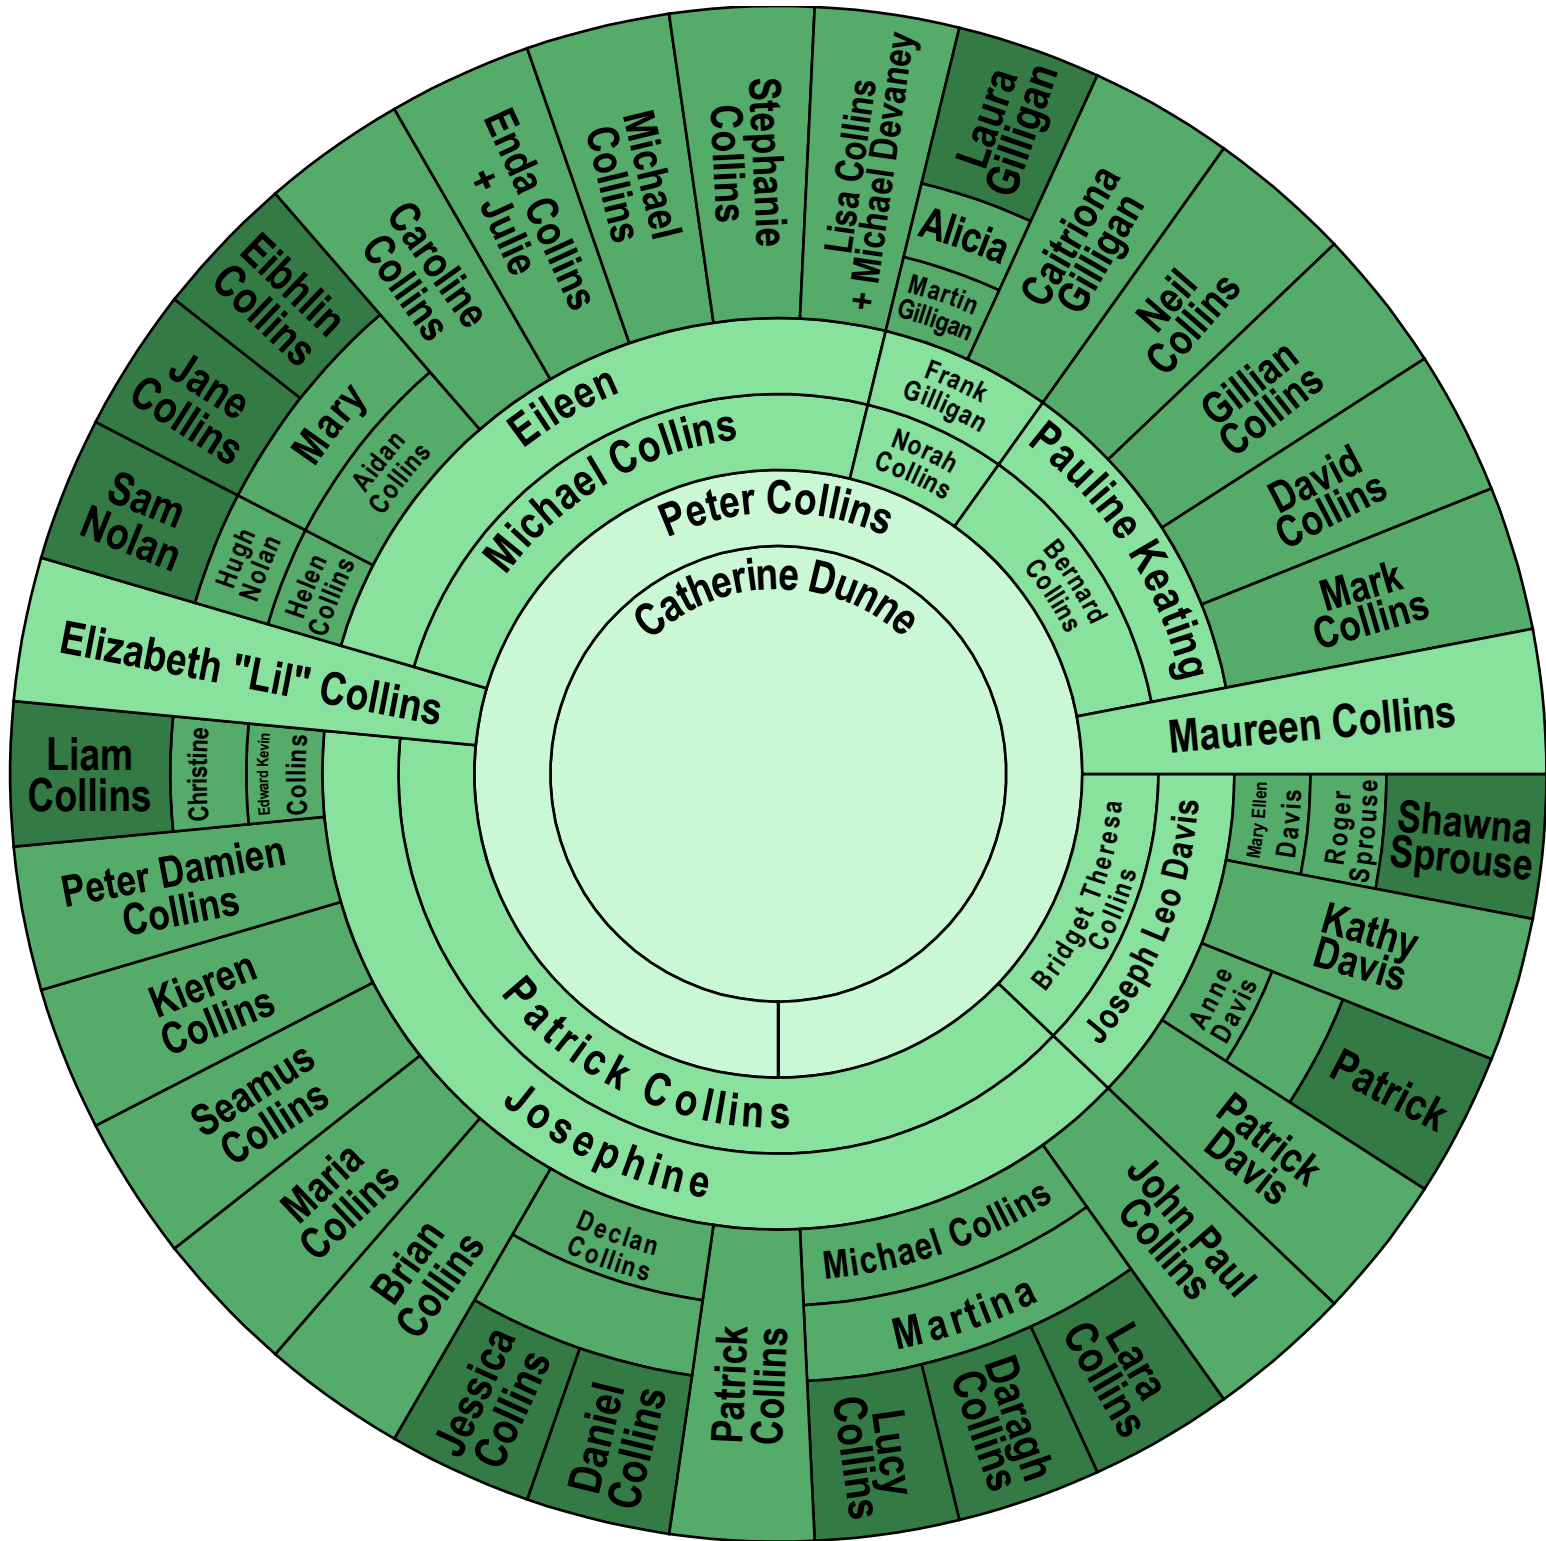 Catherine Dunne
Peter Collins
Michael Collins
Eileen
Norah
Collins
Frank
Gilligan
Bernard
Collins
Pauline Keating
Maureen Collins
Bridget Theresa
Collins
Joseph Leo Davis
Patrick Collins
Josephine
Elizabeth "Lil" Collins
Sam
Nolan
Hugh
Nolan
Helen
Collins
Jane
Collins
Eibhlin
Collins
Mary
Aidan
Collins
Caroline
Collins
Enda Collins
+ Julie
Michael
Collins
Stephanie
Collins
Lisa Collins
+ Michael Devaney
Laura
Gilligan
Alicia
Martin
Gilligan
Caitriona
Gilligan
Neil
Collins
Gillian
Collins
David
Collins
Mark
Collins
Mary Ellen
Davis
Roger
Sprouse
Shawna
Sprouse
Kathy
Davis
Anne
Davis
Patrick
Patrick
Davis
John Paul
Collins
Michael Collins
Martina
Lara
Collins
Daragh
Collins
Lucy
Collins
Patrick
Collins
Declan
Collins
Daniel
Collins
Jessica
Collins
Brian
Collins
Maria
Collins
Seamus
Collins
Kieren
Collins
Peter Damien
Collins
Edward Kevin
Collins
Christine
Liam
Collins